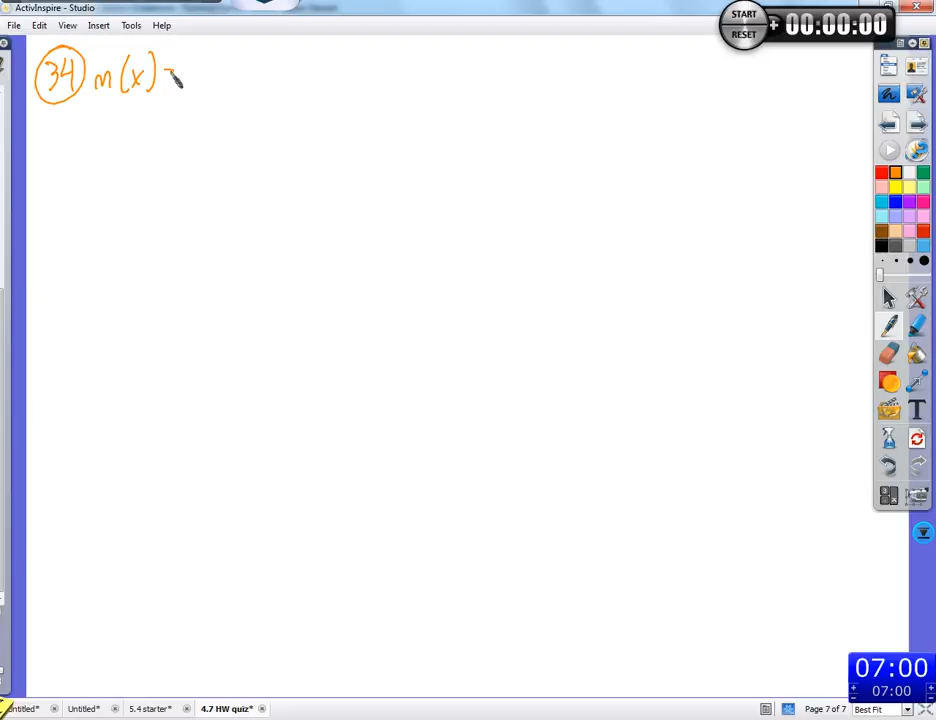 ActivInspire - Studio
START
RESET
00:00:00
File Edit View Insert Tools Help
34 m(x) =
07:00
07:00
Untitled* Untitled* 5.4 starter* 4.7 HW quiz* Page 7 of 7 Best Fit